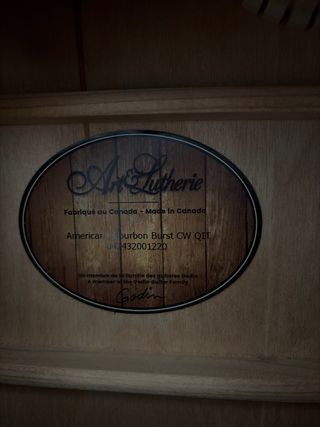 Art & Lutherie
Fabriqué au Canada - Made in Canada
Americana Bourbon Burst CW QIT
042432001220
Un membre de la famille des guitares Godin
A member of the Godin Guitar Family
Godin